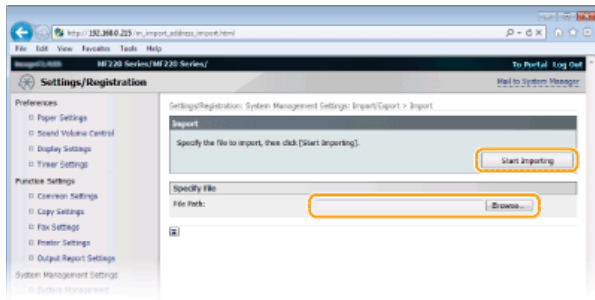 http://192.168.0.215/m_import_address_import.html
File Edit View Favorites Tools Help
imageCLASS MF220 Series/MF220 Series/ To Portal Log Out
Settings/Registration Mail to System Manager
Preferences
Paper Settings
Sound Volume Control
Display Settings
Timer Settings
Function Settings
Common Settings
Copy Settings
Fax Settings
Printer Settings
Output Report Settings
System Management Settings
System Management
Settings/Registration: System Management Settings: Import/Export > Import
Import
Specify the file to import, then click [Start Importing].
Start Importing
Specify File
File Path: Browse...